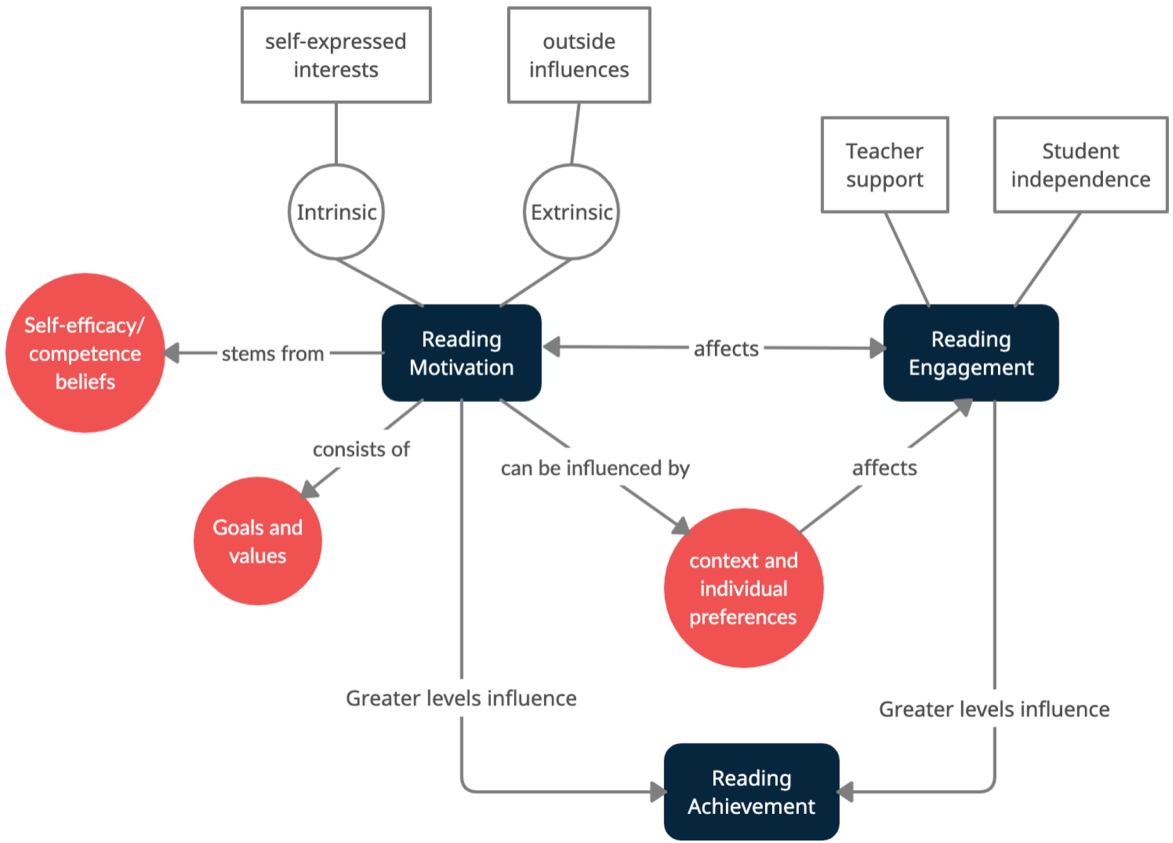 self-expressed
interests
outside
influences
Teacher
support
Student
independence
Intrinsic
Extrinsic
Self-efficacy/
competence
beliefs
stems from
Reading
Motivation
affects
Reading
Engagement
consists of
can be influenced by
affects
Goals and
values
context and
individual
preferences
Greater levels influence
Greater levels influence
Reading
Achievement